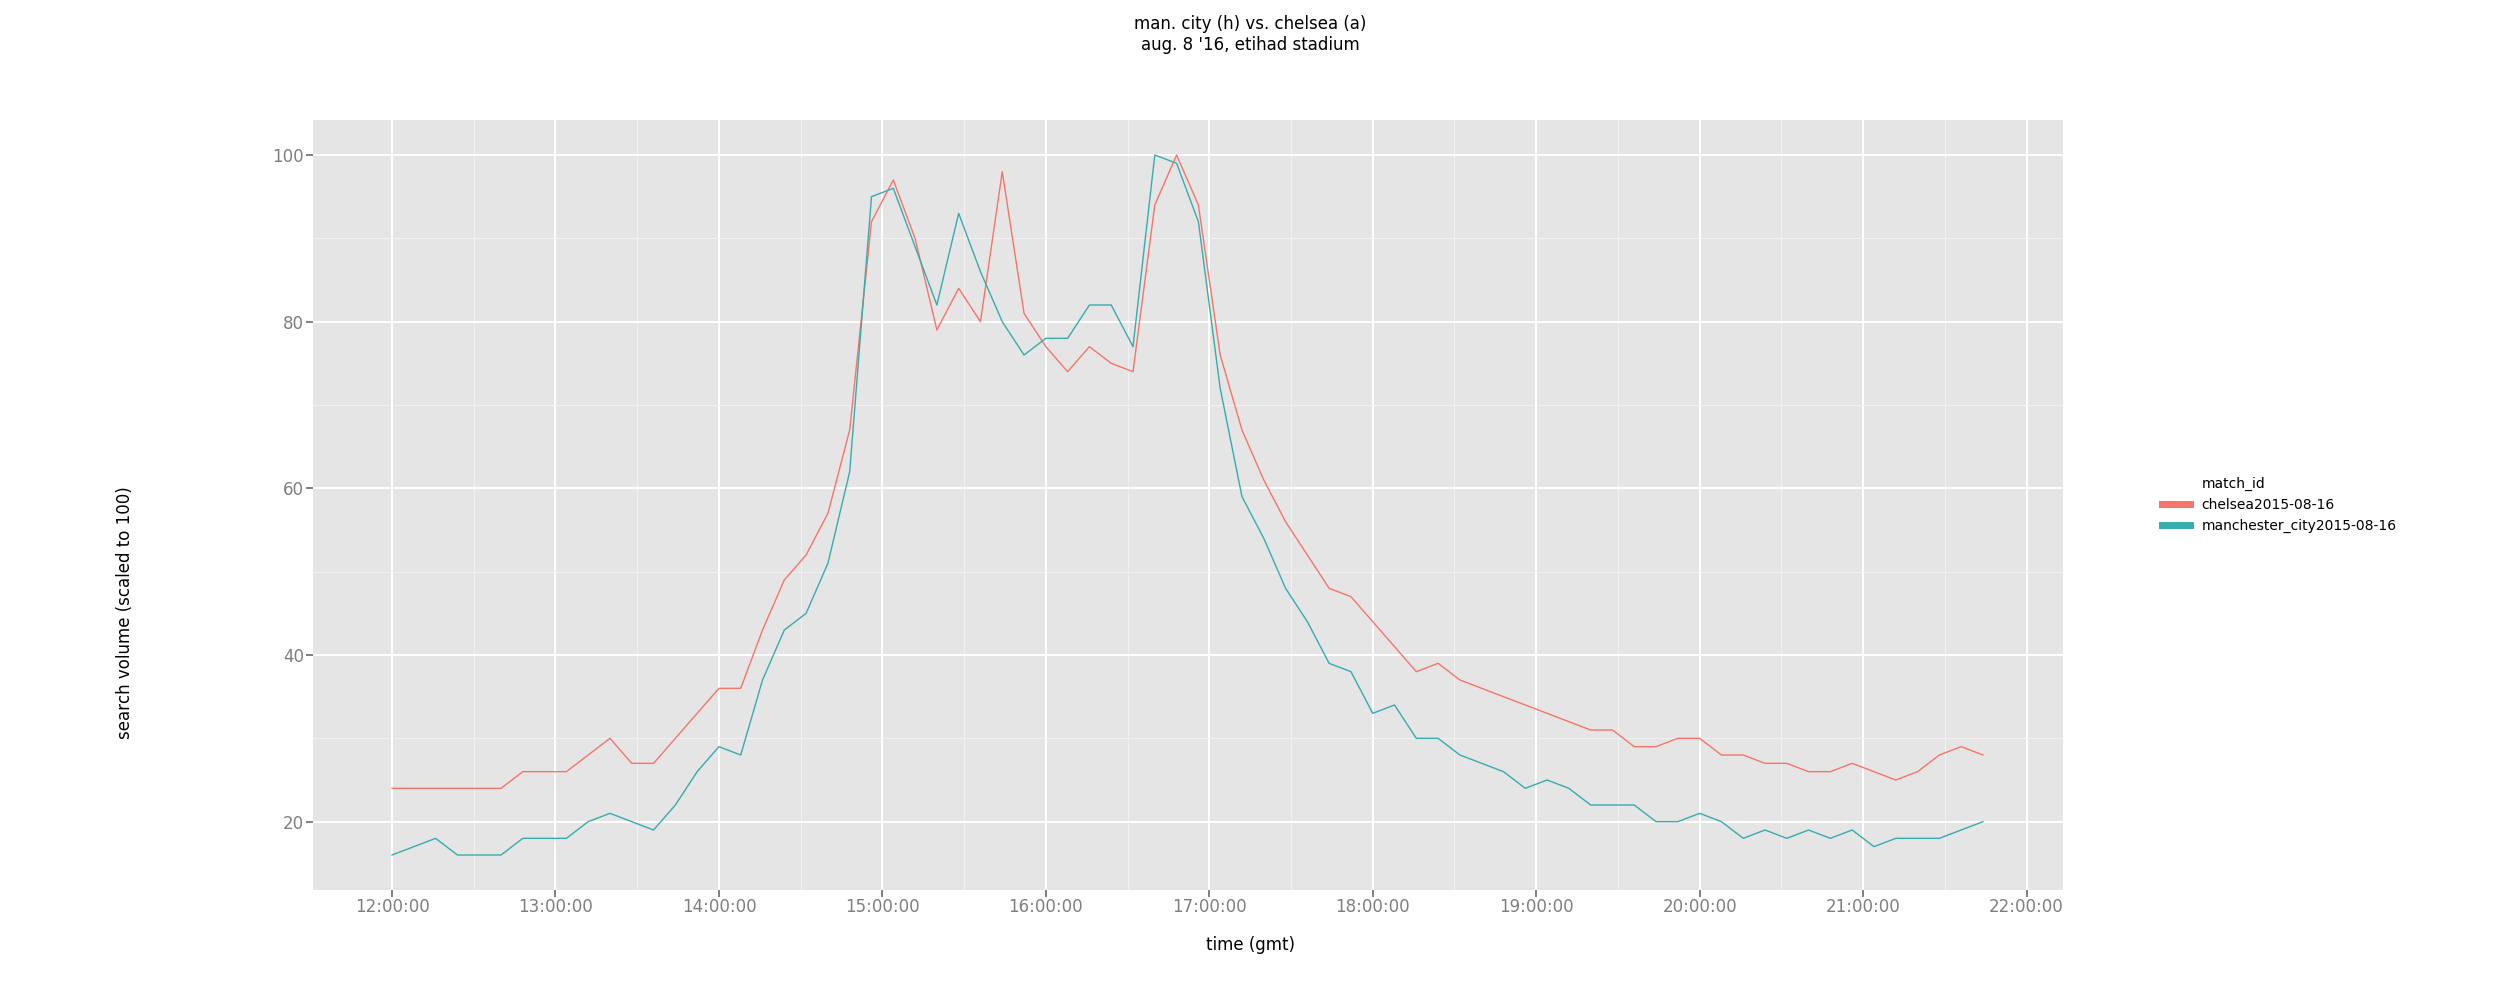 man. city (h) vs. chelsea (a)
aug. 8 '16, etihad stadium
100
80
60
40
20
search volume (scaled to 100)
12:00:00 13:00:00 14:00:00 15:00:00 16:00:00 17:00:00 18:00:00 19:00:00 20:00:00 21:00:00 22:00:00
time (gmt)
match_id
chelsea2015-08-16
manchester_city2015-08-16